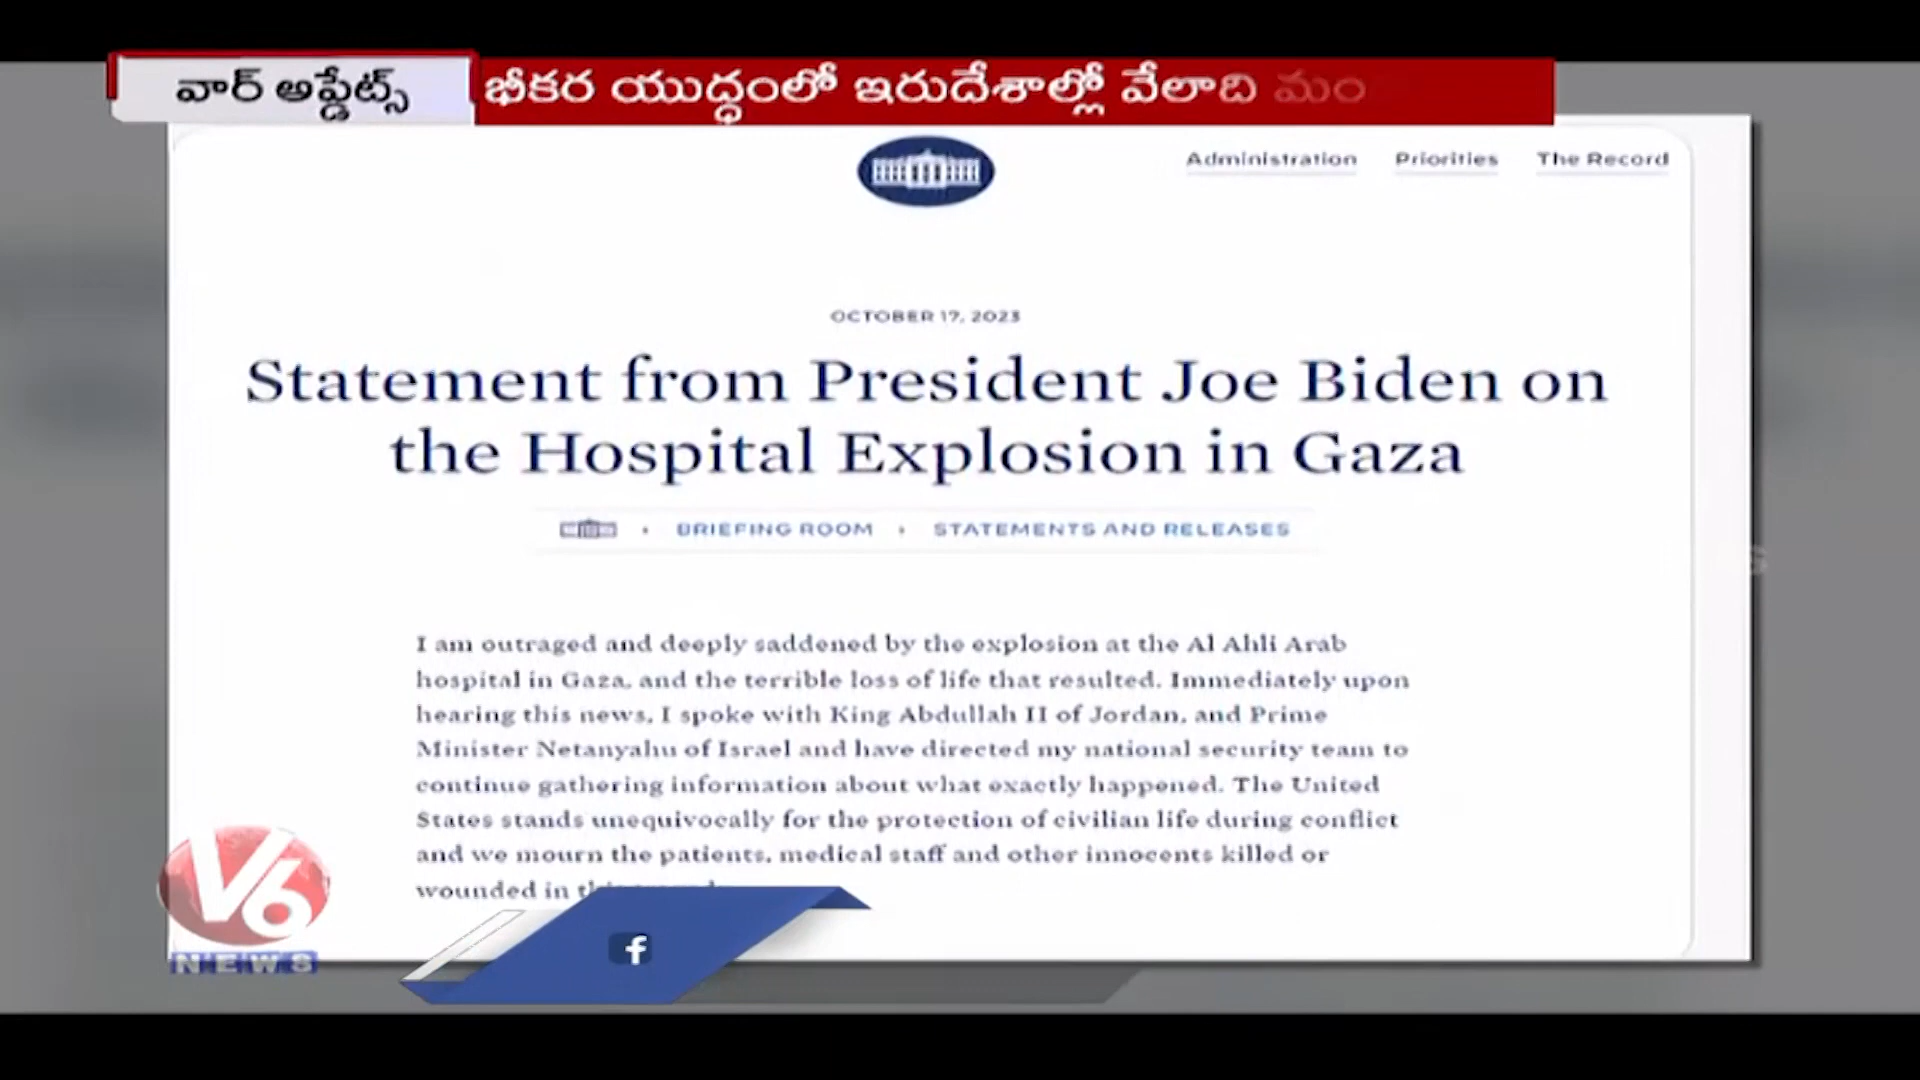 వార్ అప్డేట్స్
భీకర యుద్ధంలో ఇరుదేశాల్లో వేలాది మం
Administration Priorities The Record
OCTOBER 17, 2023
Statement from President Joe Biden on
the Hospital Explosion in Gaza
BRIEFING ROOM STATEMENTS AND RELEASES
I am outraged and deeply saddened by the explosion at the Al Ahli Arab
hospital in Gaza, and the terrible loss of life that resulted. Immediately upon
hearing this news, I spoke with King Abdullah II of Jordan, and Prime
Minister Netanyahu of Israel and have directed my national security team to
continue gathering information about what exactly happened. The United
States stands unequivocally for the protection of civilian life during conflict
and we mourn the patients, medical staff and other innocents killed or
wounded in
V6
NEWS
f